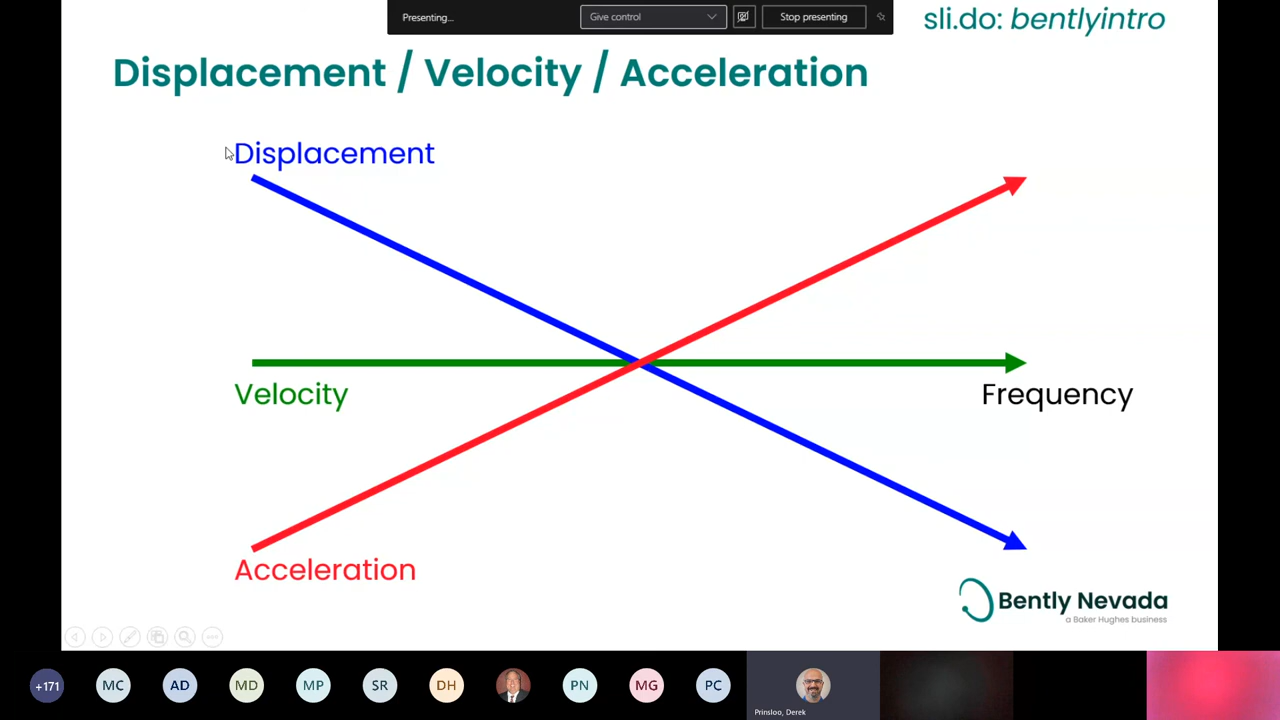 Presenting...
Give control
Stop presenting
sli.do: bentlyintro
Displacement / Velocity / Acceleration
Displacement
Velocity
Frequency
Acceleration
Bently Nevada
a Baker Hughes business
+171
MC
AD
MD
MP
SR
DH
PN
MG
PC
Prinsloo, Derek